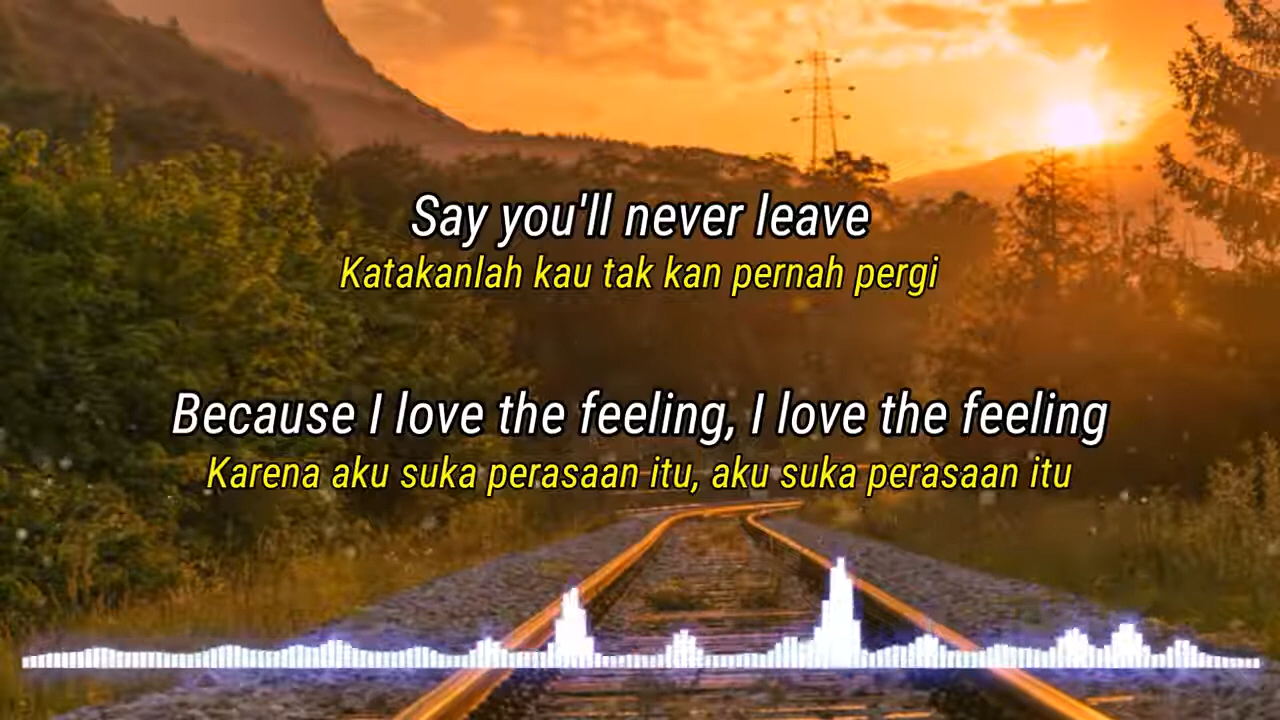 Say you'll never leave
Katakanlah kau tak kan pernah pergi
Because I love the feeling, I love the feeling
Karena aku suka perasaan itu, aku suka perasaan itu